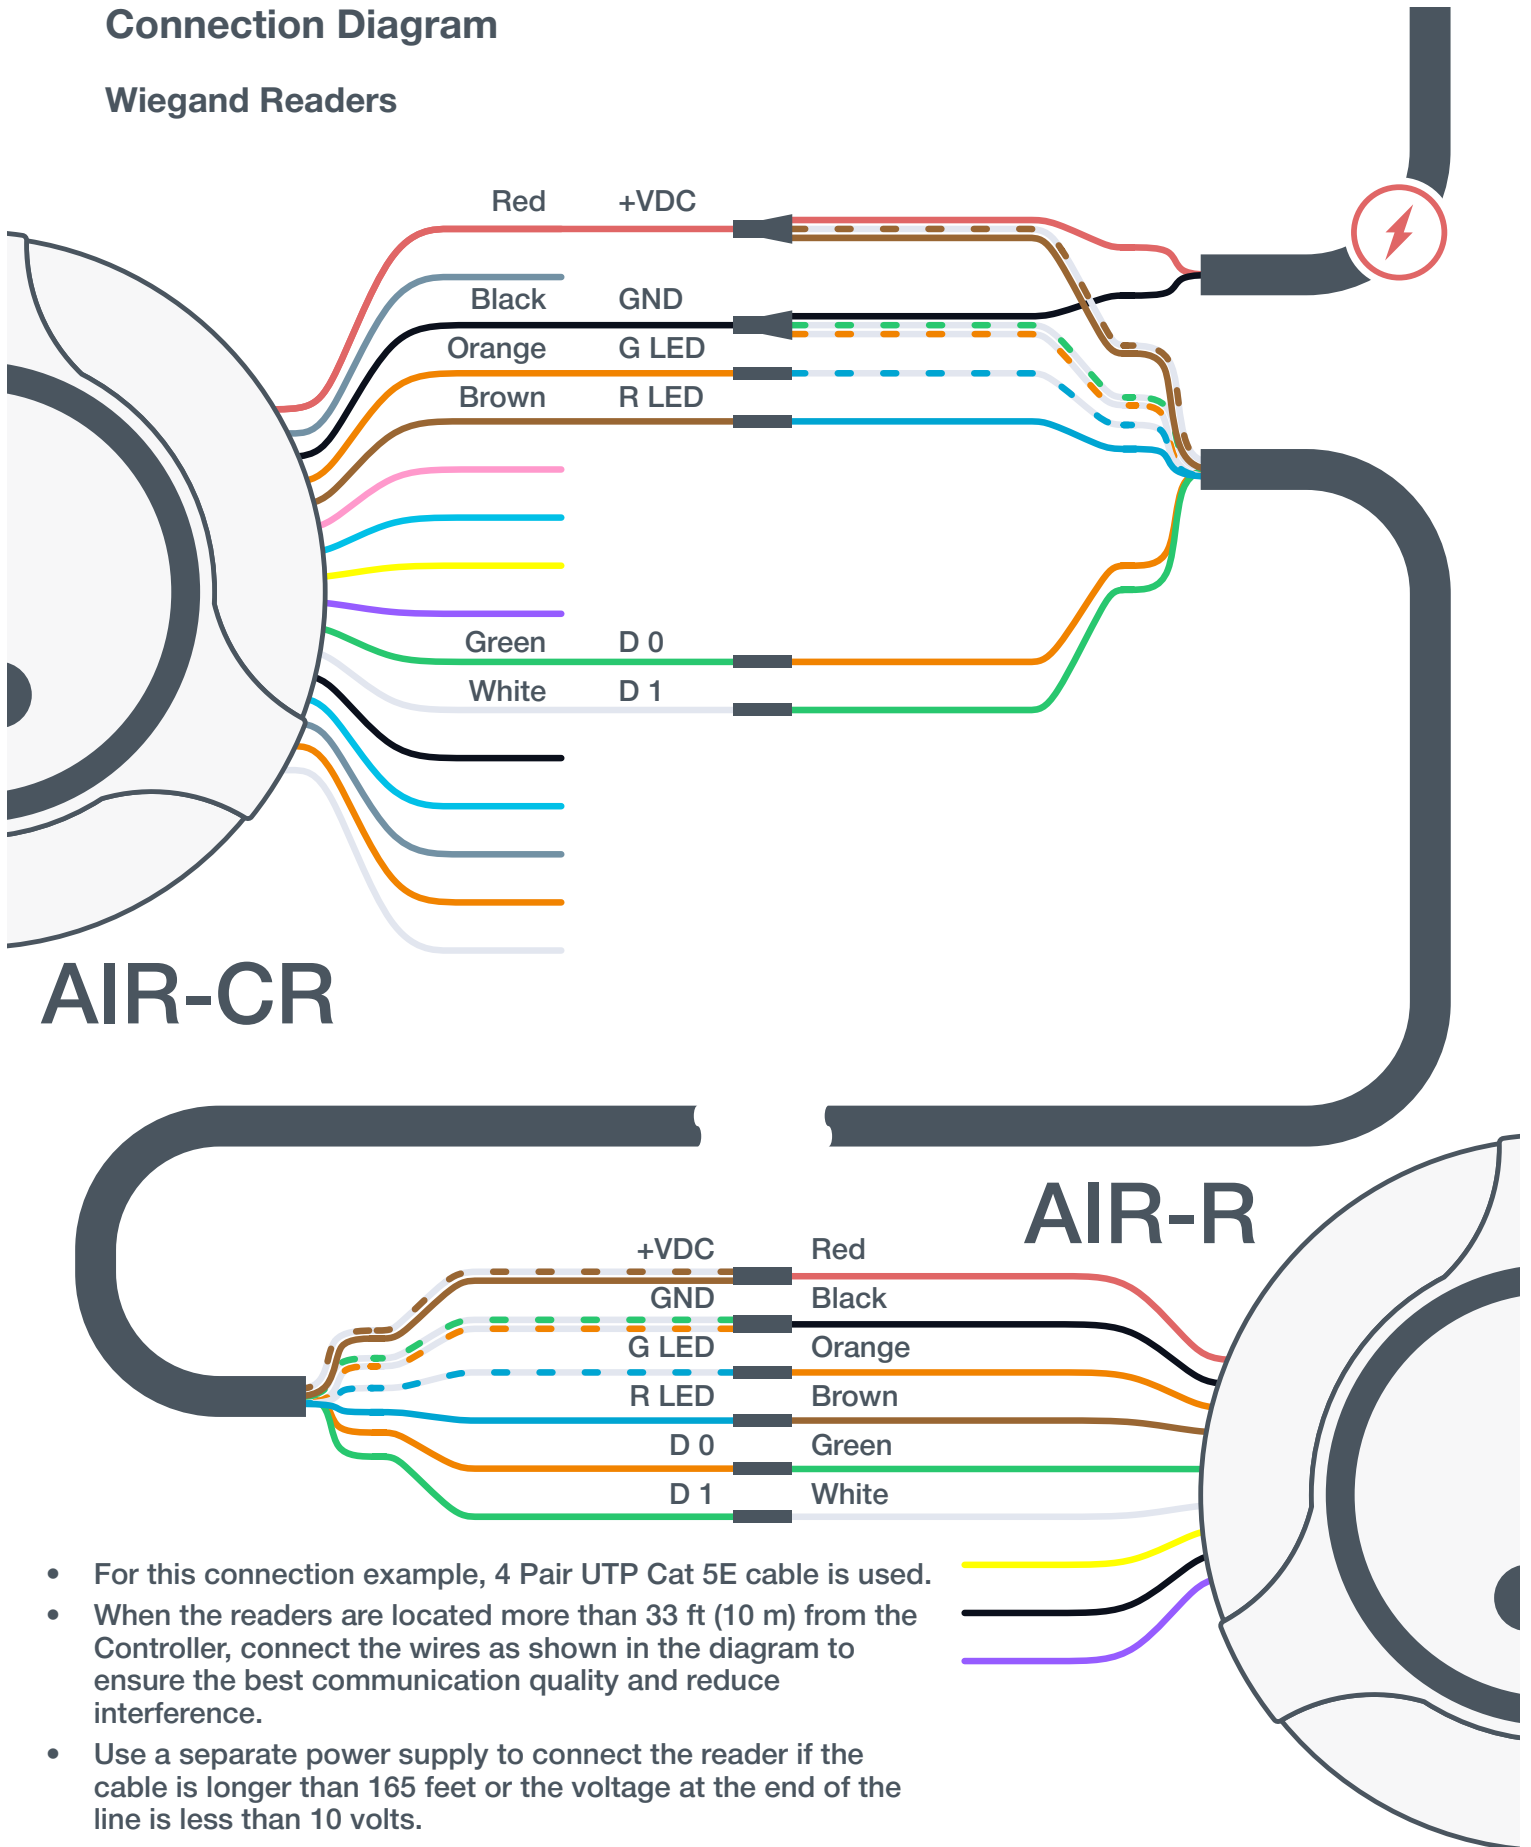 Connection Diagram
Wiegand Readers
Red +VDC
Black GND
Orange G LED
Brown R LED
Green D 0
White D 1
AIR-CR
AIR-R
+VDC Red
GND Black
G LED Orange
R LED Brown
D 0 Green
D 1 White
• For this connection example, 4 Pair UTP Cat 5E cable is used.
• When the readers are located more than 33 ft (10 m) from the
Controller, connect the wires as shown in the diagram to
ensure the best communication quality and reduce
interference.
• Use a separate power supply to connect the reader if the
cable is longer than 165 feet or the voltage at the end of the
line is less than 10 volts.